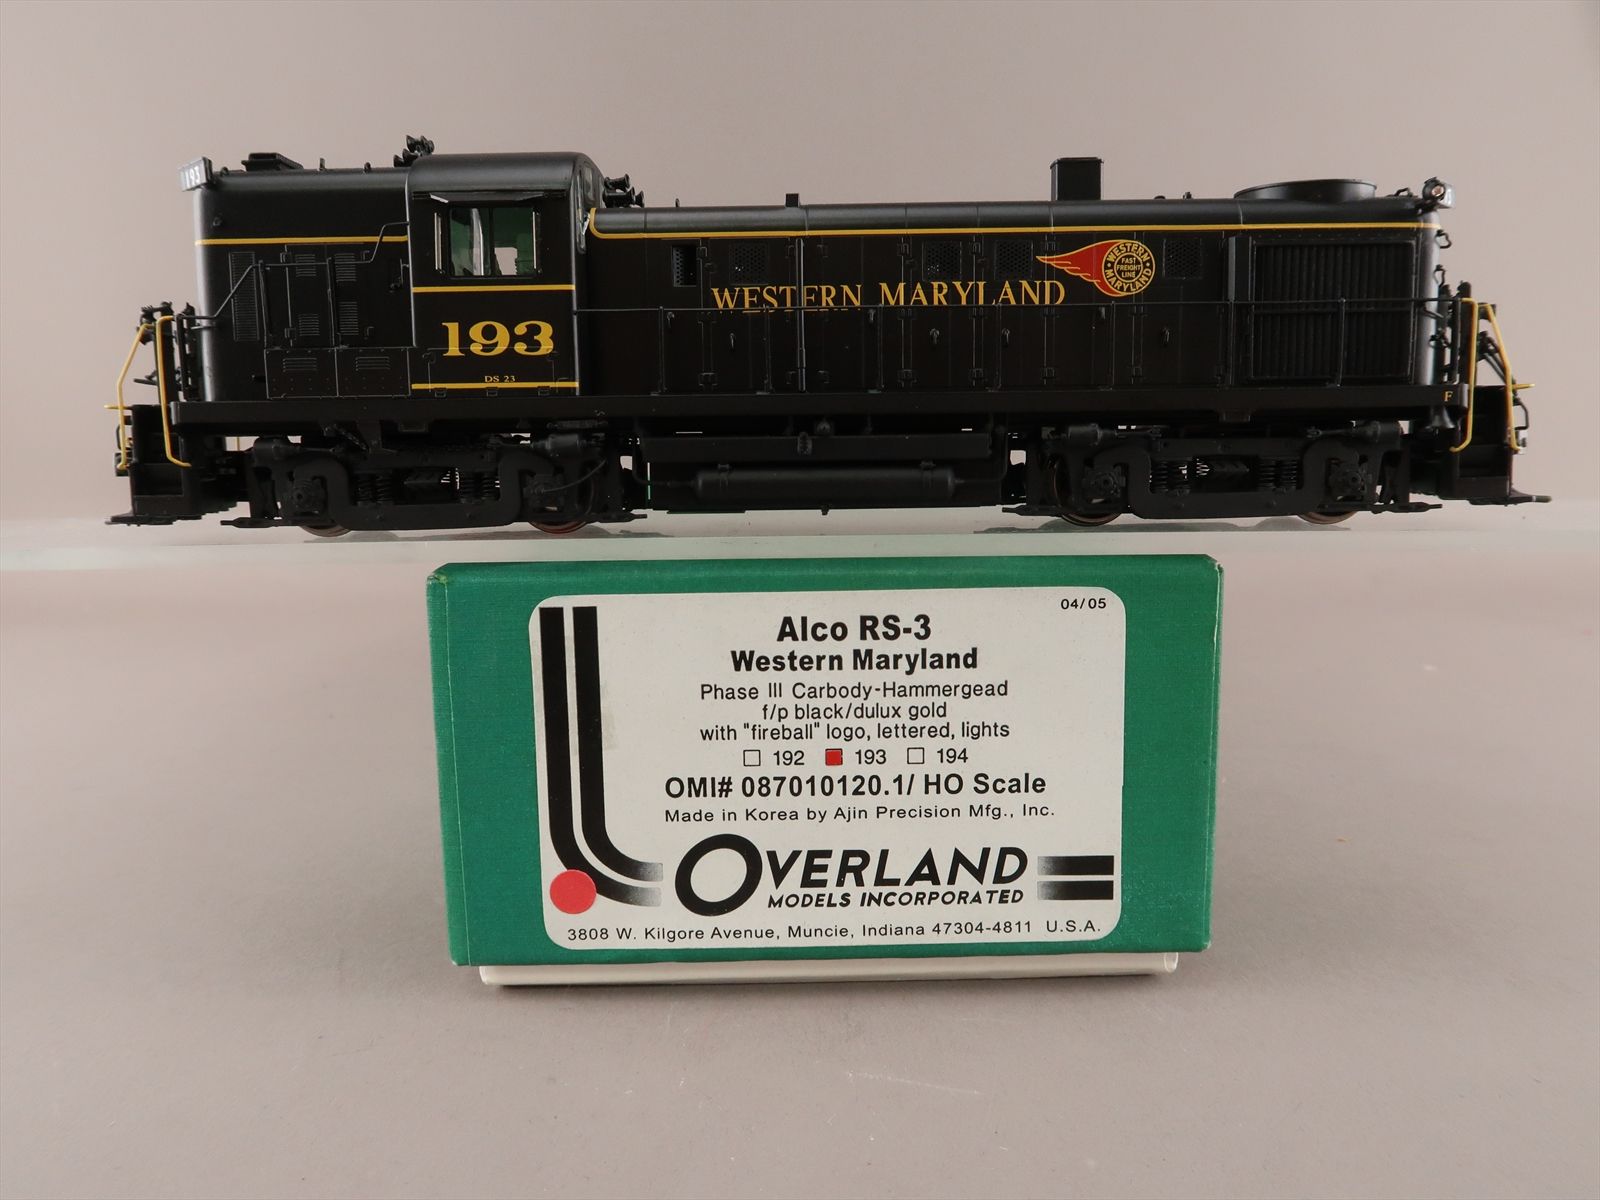 193
WESTERN MARYLAND
WESTERN
FAST
FREIGHT
LINE
MARYLAND
193
DS 23
F
04/05
Alco RS-3
Western Maryland
Phase III Carbody-Hammergead
f/p black/dulux gold
with "fireball" logo, lettered, lights
192 193 194
OMI# 087010120.1/ HO Scale
Made in Korea by Ajin Precision Mfg., Inc.
OVERLAND
MODELS INCORPORATED
3808 W. Kilgore Avenue, Muncie, Indiana 47304-4811 U.S.A.